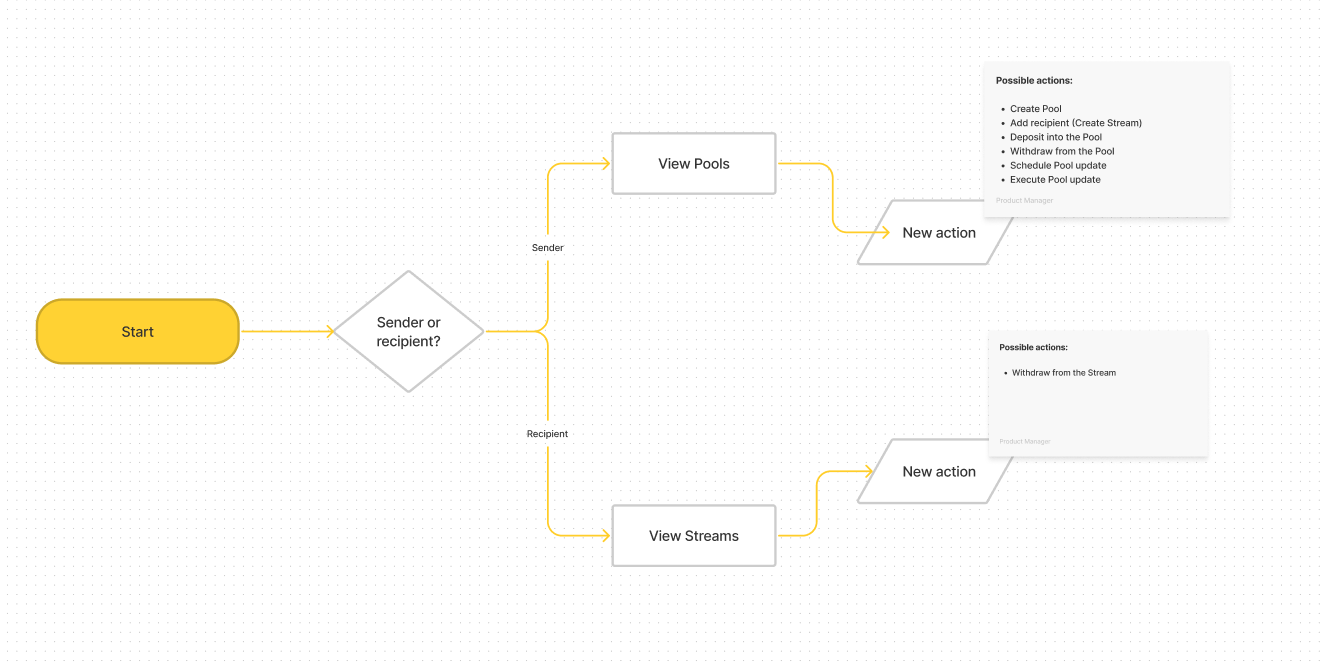 Start
Sender or
recipient?
Sender
Recipient
View Pools
New action
Possible actions:
• Create Pool
• Add recipient (Create Stream)
• Deposit into the Pool
• Withdraw from the Pool
• Schedule Pool update
• Execute Pool update
Product Manager
View Streams
New action
Possible actions:
• Withdraw from the Stream
Product Manager